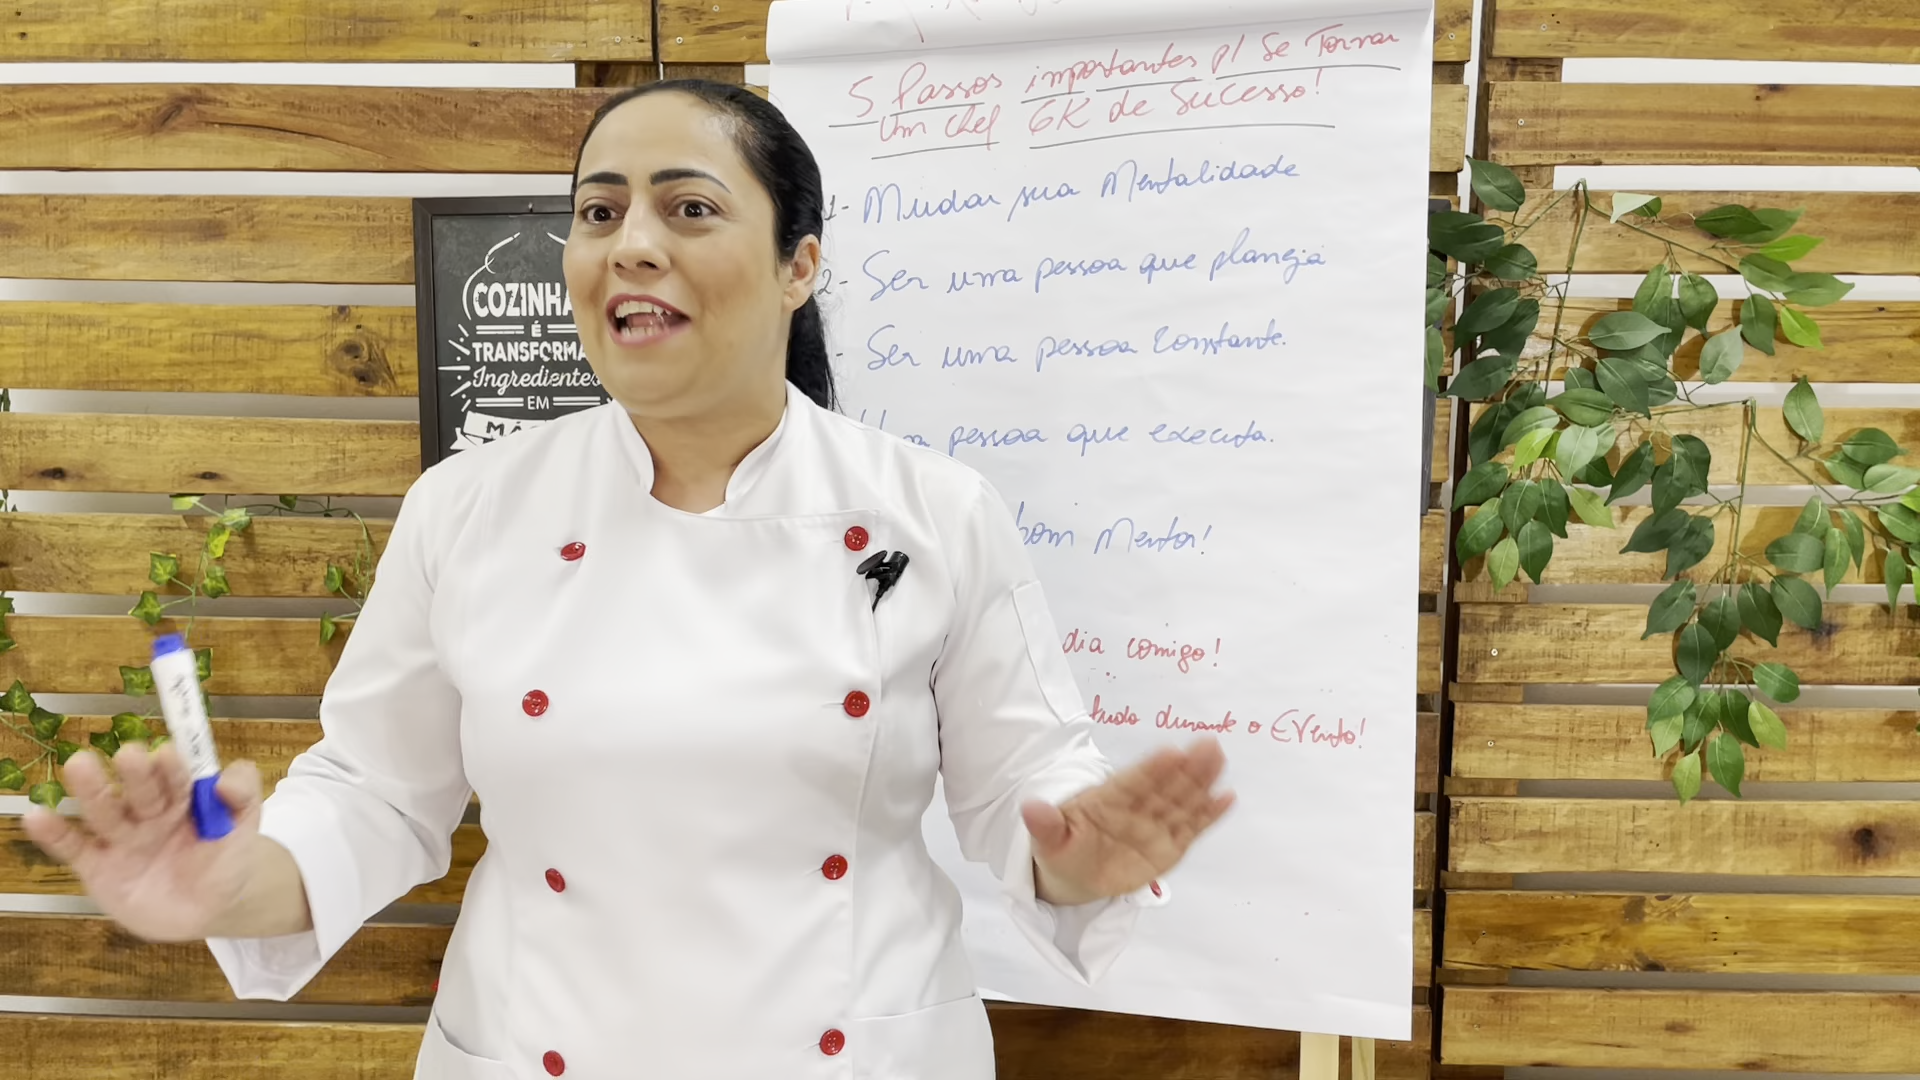 5 Passos importantes p/ Se Tornar
Um chef 6K de Sucesso!
1- Mudar sua Mentalidade
2- Ser uma pessoa que planeja
- Ser uma pessoa constante.
pessoa que executa.
bom Mentor!
dia comigo!
tudo durante o EVento!
COZINHA
É
TRANSFORMA
Ingredientes
EM